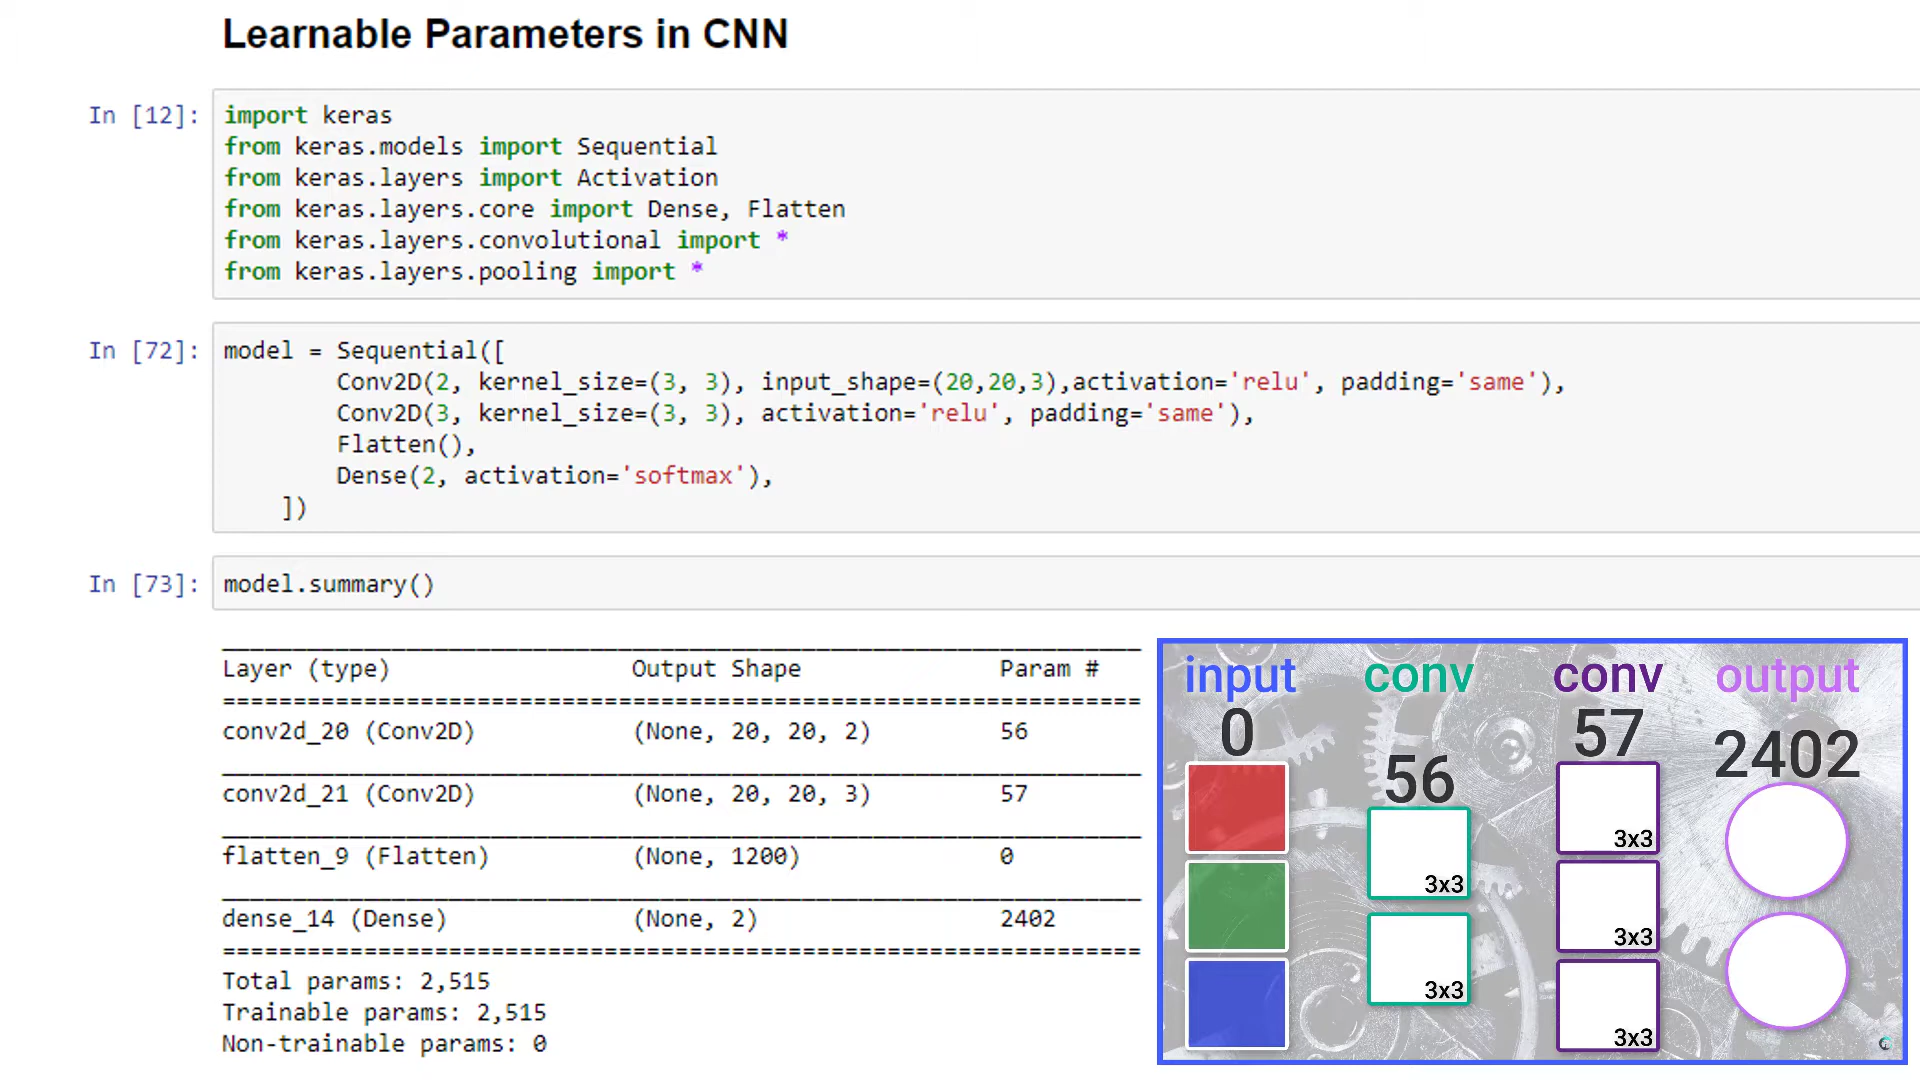 Learnable Parameters in CNN
In [12]:
import keras
from keras.models import Sequential
from keras.layers import Activation
from keras.layers.core import Dense, Flatten
from keras.layers.convolutional import *
from keras.layers.pooling import *
In [72]:
model = Sequential([
        Conv2D(2, kernel_size=(3, 3), input_shape=(20,20,3),activation='relu', padding='same'),
        Conv2D(3, kernel_size=(3, 3), activation='relu', padding='same'),
        Flatten(),
        Dense(2, activation='softmax'),
    ])
In [73]:
model.summary()
Layer (type) Output Shape Param #
conv2d_20 (Conv2D) (None, 20, 20, 2) 56
conv2d_21 (Conv2D) (None, 20, 20, 3) 57
flatten_9 (Flatten) (None, 1200) 0
dense_14 (Dense) (None, 2) 2402
Total params: 2,515
Trainable params: 2,515
Non-trainable params: 0
input conv conv output
0 56 57 2402
3x3
3x3
3x3
3x3
3x3